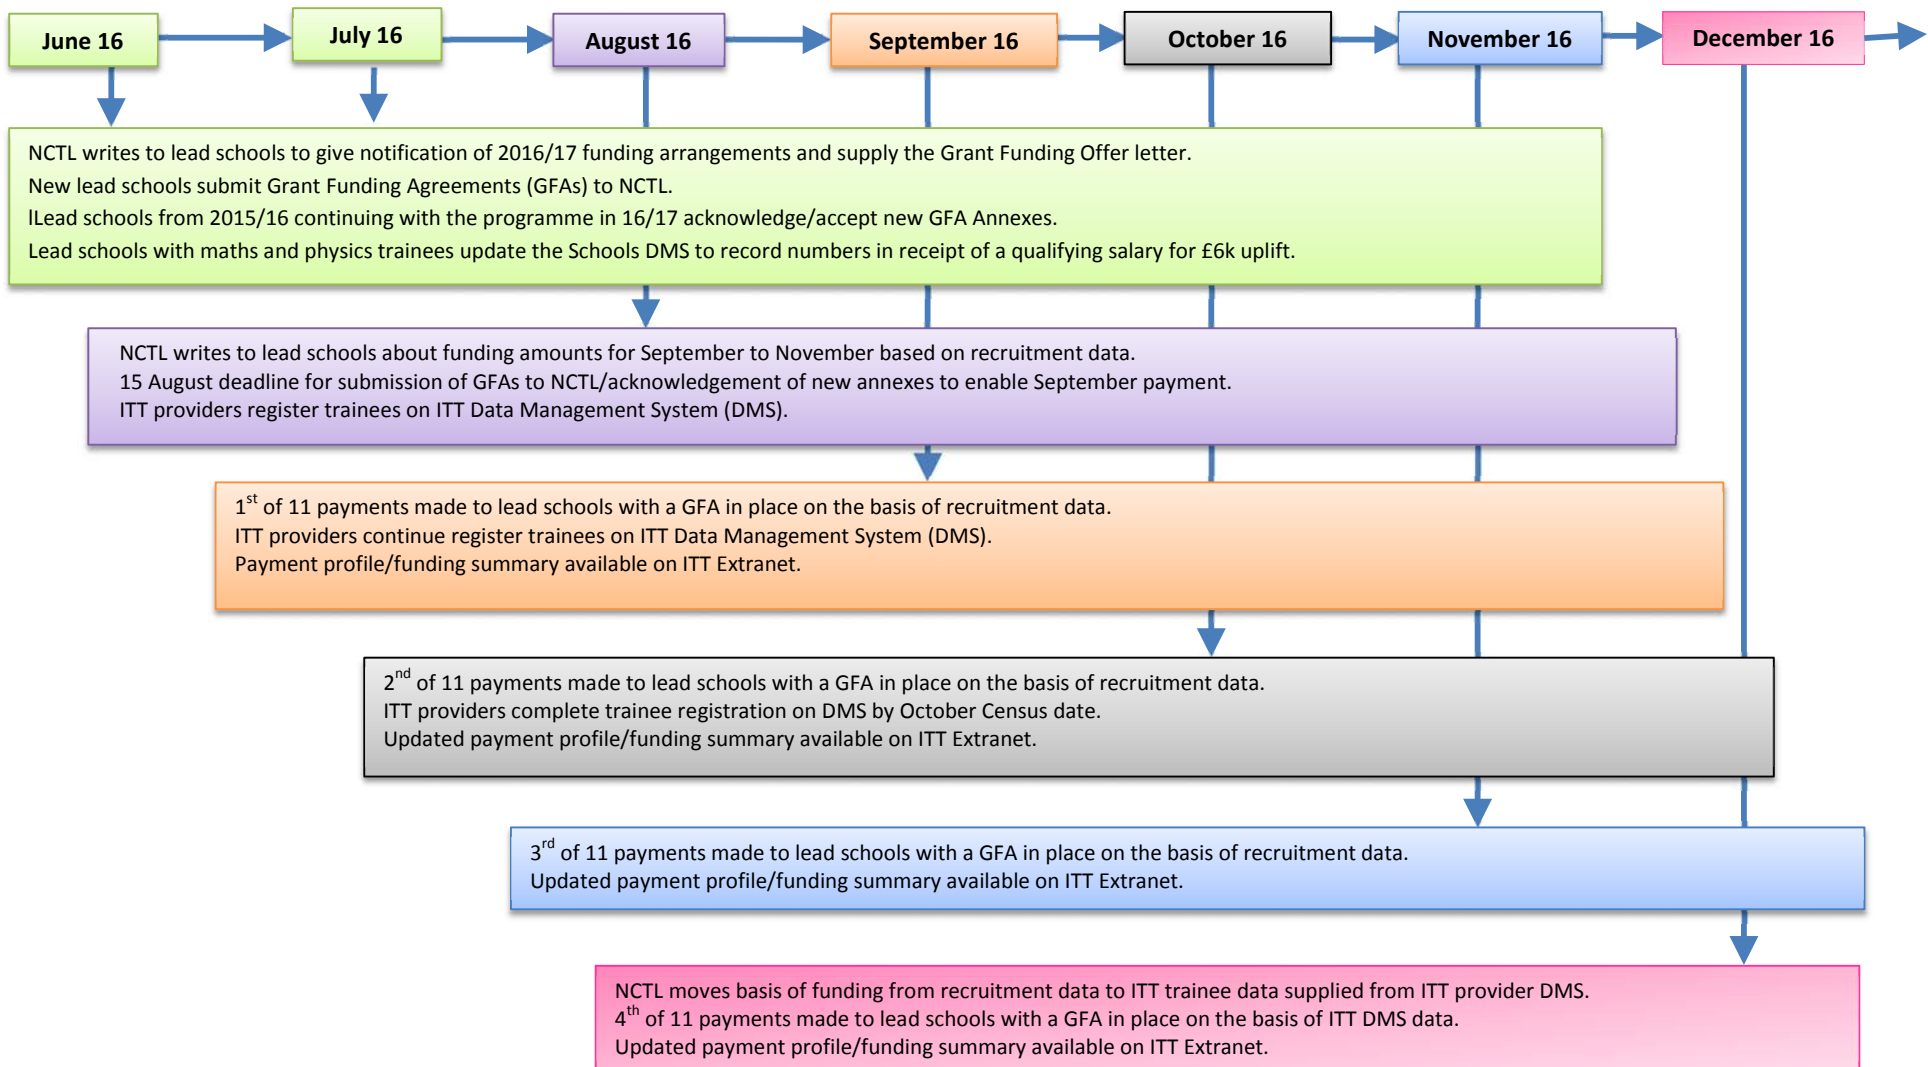 June 16
July 16
August 16
September 16
October 16
November 16
December 16
NCTL writes to lead schools to give notification of 2016/17 funding arrangements and supply the Grant Funding Offer letter.
New lead schools submit Grant Funding Agreements (GFAs) to NCTL.
lLead schools from 2015/16 continuing with the programme in 16/17 acknowledge/accept new GFA Annexes.
Lead schools with maths and physics trainees update the Schools DMS to record numbers in receipt of a qualifying salary for £6k uplift.
NCTL writes to lead schools about funding amounts for September to November based on recruitment data.
15 August deadline for submission of GFAs to NCTL/acknowledgement of new annexes to enable September payment.
ITT providers register trainees on ITT Data Management System (DMS).
1st of 11 payments made to lead schools with a GFA in place on the basis of recruitment data.
ITT providers continue register trainees on ITT Data Management System (DMS).
Payment profile/funding summary available on ITT Extranet.
2nd of 11 payments made to lead schools with a GFA in place on the basis of recruitment data.
ITT providers complete trainee registration on DMS by October Census date.
Updated payment profile/funding summary available on ITT Extranet.
3rd of 11 payments made to lead schools with a GFA in place on the basis of recruitment data.
Updated payment profile/funding summary available on ITT Extranet.
NCTL moves basis of funding from recruitment data to ITT trainee data supplied from ITT provider DMS.
4th of 11 payments made to lead schools with a GFA in place on the basis of ITT DMS data.
Updated payment profile/funding summary available on ITT Extranet.